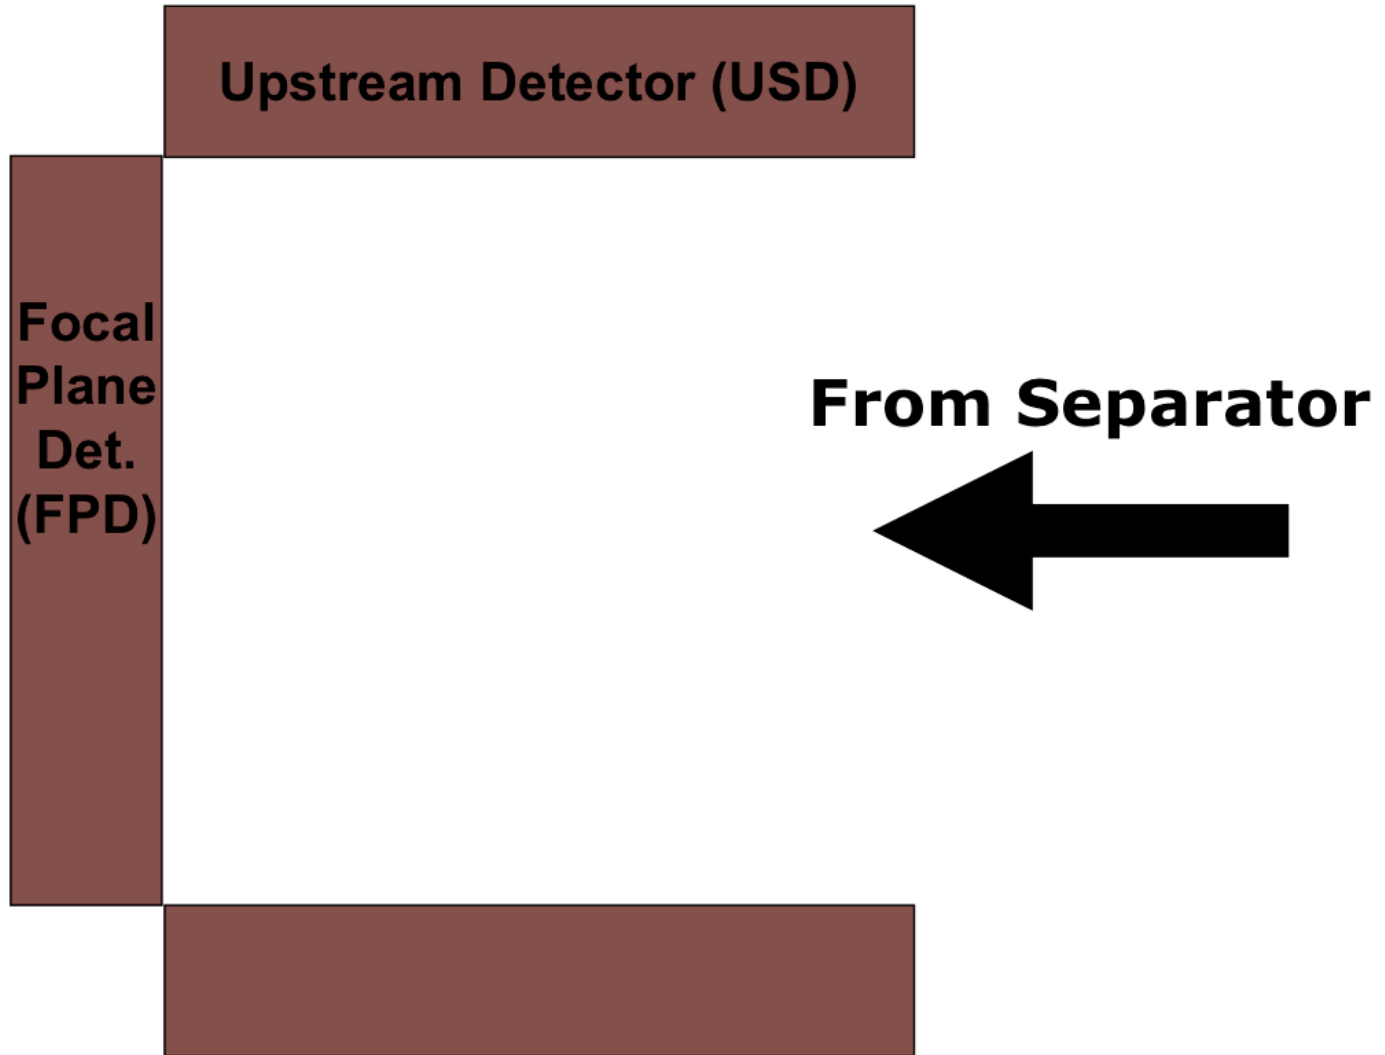 Upstream Detector (USD)
Focal
Plane
Det.
(FPD)
From Separator